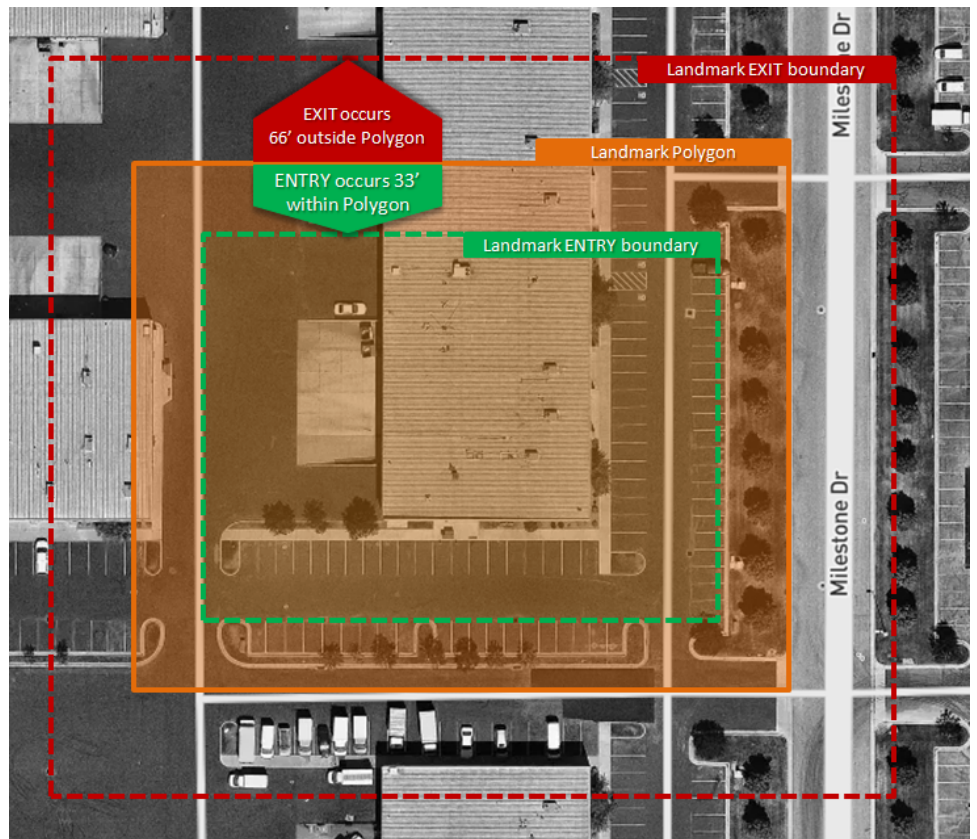 Milestone Dr
Landmark EXIT boundary
EXIT occurs
66’ outside Polygon
Landmark Polygon
ENTRY occurs 33’
within Polygon
Landmark ENTRY boundary
Milestone Dr